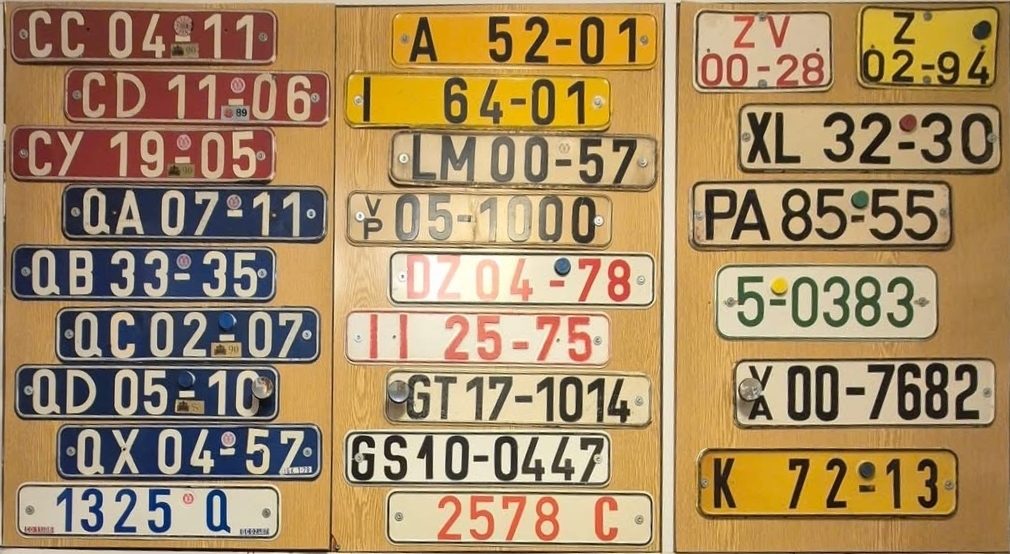 CC 04-11
CD 11-06
89
CY 19-05
QA 07-11
QB 33-35
QC 02-07
90
QD 05-10
QX 04-57
1325 Q
A 52-01
I 64-01
LM 00-57
VP 05-1000
DZ 04-78
II 25-75
GT 17-1014
GS 10-0447
2578 C
ZV
00-28
Z
02-94
XL 32-30
PA 85-55
5-0383
VA 00-7682
K 72-13